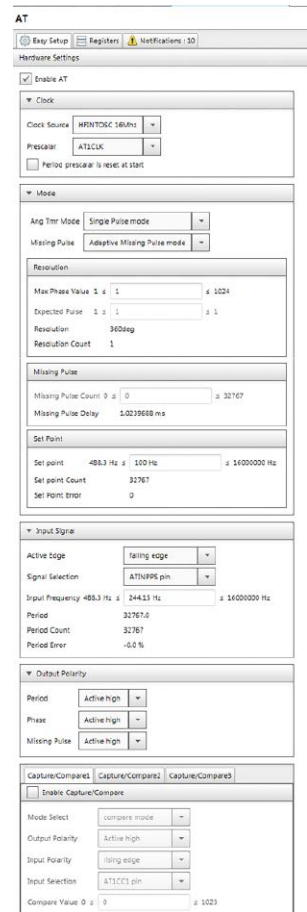 AT
Easy Setup Registers Notifications : 10
Hardware Settings
Enable AT
Clock
Clock Source HFINTOSC 16Mhz
Prescalar AT1CLK
Period prescalar is reset at start
Mode
Ang Tmr Mode Single Pulse mode
Missing Pulse Adaptive Missing Pulse mode
Resolution
Max Phase Value 1 ≤ 1 ≤ 1024
Expected Pulse 1 ≤ 1 ≤ 1
Resolution 360deg
Resolution Count 1
Missing Pulse
Missing Pulse Count 0 ≤ 0 ≤ 32767
Missing Pulse Delay 1.0239688 ms
Set Point
Set point 488.3 Hz ≤ 100 Hz ≤ 16000000 Hz
Set point Count 32767
Set Point Error 0
Input Signal
Active Edge falling edge
Signal Selection ATINPPS pin
Input Frequency 488.3 Hz ≤ 244.15 Hz ≤ 16000000 Hz
Period 32767.0
Period Count 32767
Period Error -0.0 %
Output Polarity
Period Active high
Phase Active high
Missing Pulse Active high
Capture/Compare1 Capture/Compare2 Capture/Compare3
Enable Capture/Compare
Mode Select compare mode
Output Polarity Active high
Input Polarity rising edge
Input Selection AT1CC1 pin
Compare Value 0 ≤ 0 ≤ 1023